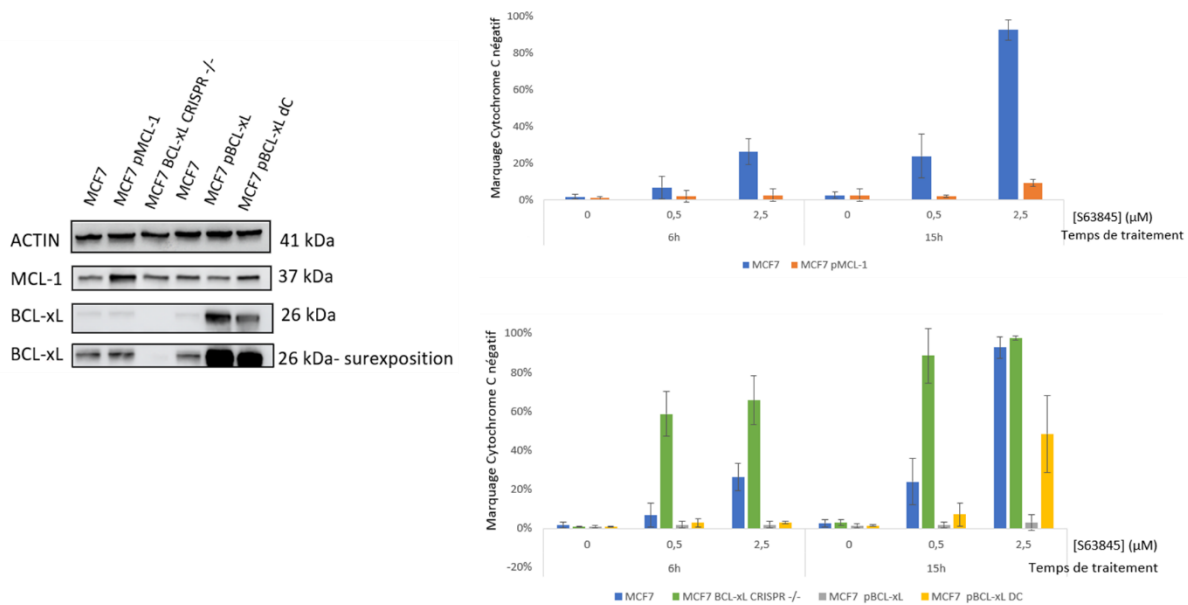 MCF7
MCF7 pMCL-1
MCF7 BCL-xL CRISPR -/-
MCF7
MCF7 pBCL-xL
MCF7 pBCL-xL dC
ACTIN 41 kDa
MCL-1 37 kDa
BCL-xL 26 kDa
BCL-xL 26 kDa- surexposition
Marquage Cytochrome C négatif
100%
80%
60%
40%
20%
0%
0 0,5 2,5 0 0,5 2,5 [S63845] (µM)
6h 15h Temps de traitement
MCF7 MCF7 pMCL-1
Marquage Cytochrome C négatif
100%
80%
60%
40%
20%
0%
-20%
0 0,5 2,5 0 0,5 2,5 [S63845] (µM)
6h 15h Temps de traitement
MCF7 MCF7 BCL-xL CRISPR -/- MCF7 pBCL-xL MCF7 pBCL-xL DC